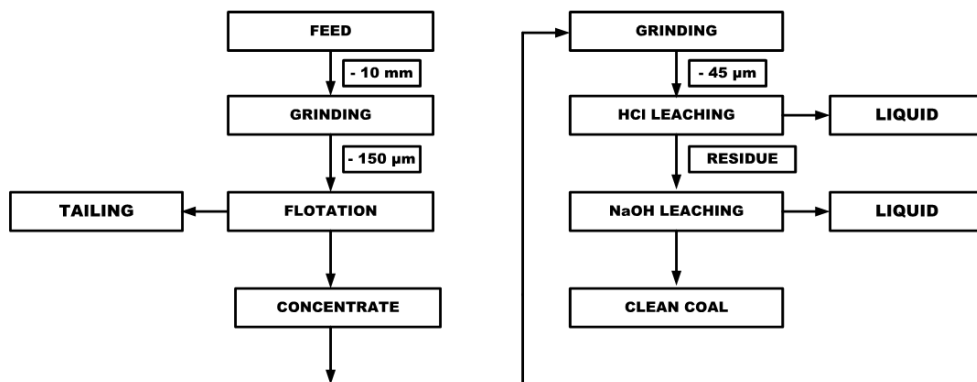 FEED
- 10 mm
GRINDING
- 150 µm
TAILING
FLOTATION
CONCENTRATE
GRINDING
- 45 µm
HCl LEACHING
LIQUID
RESIDUE
NaOH LEACHING
LIQUID
CLEAN COAL